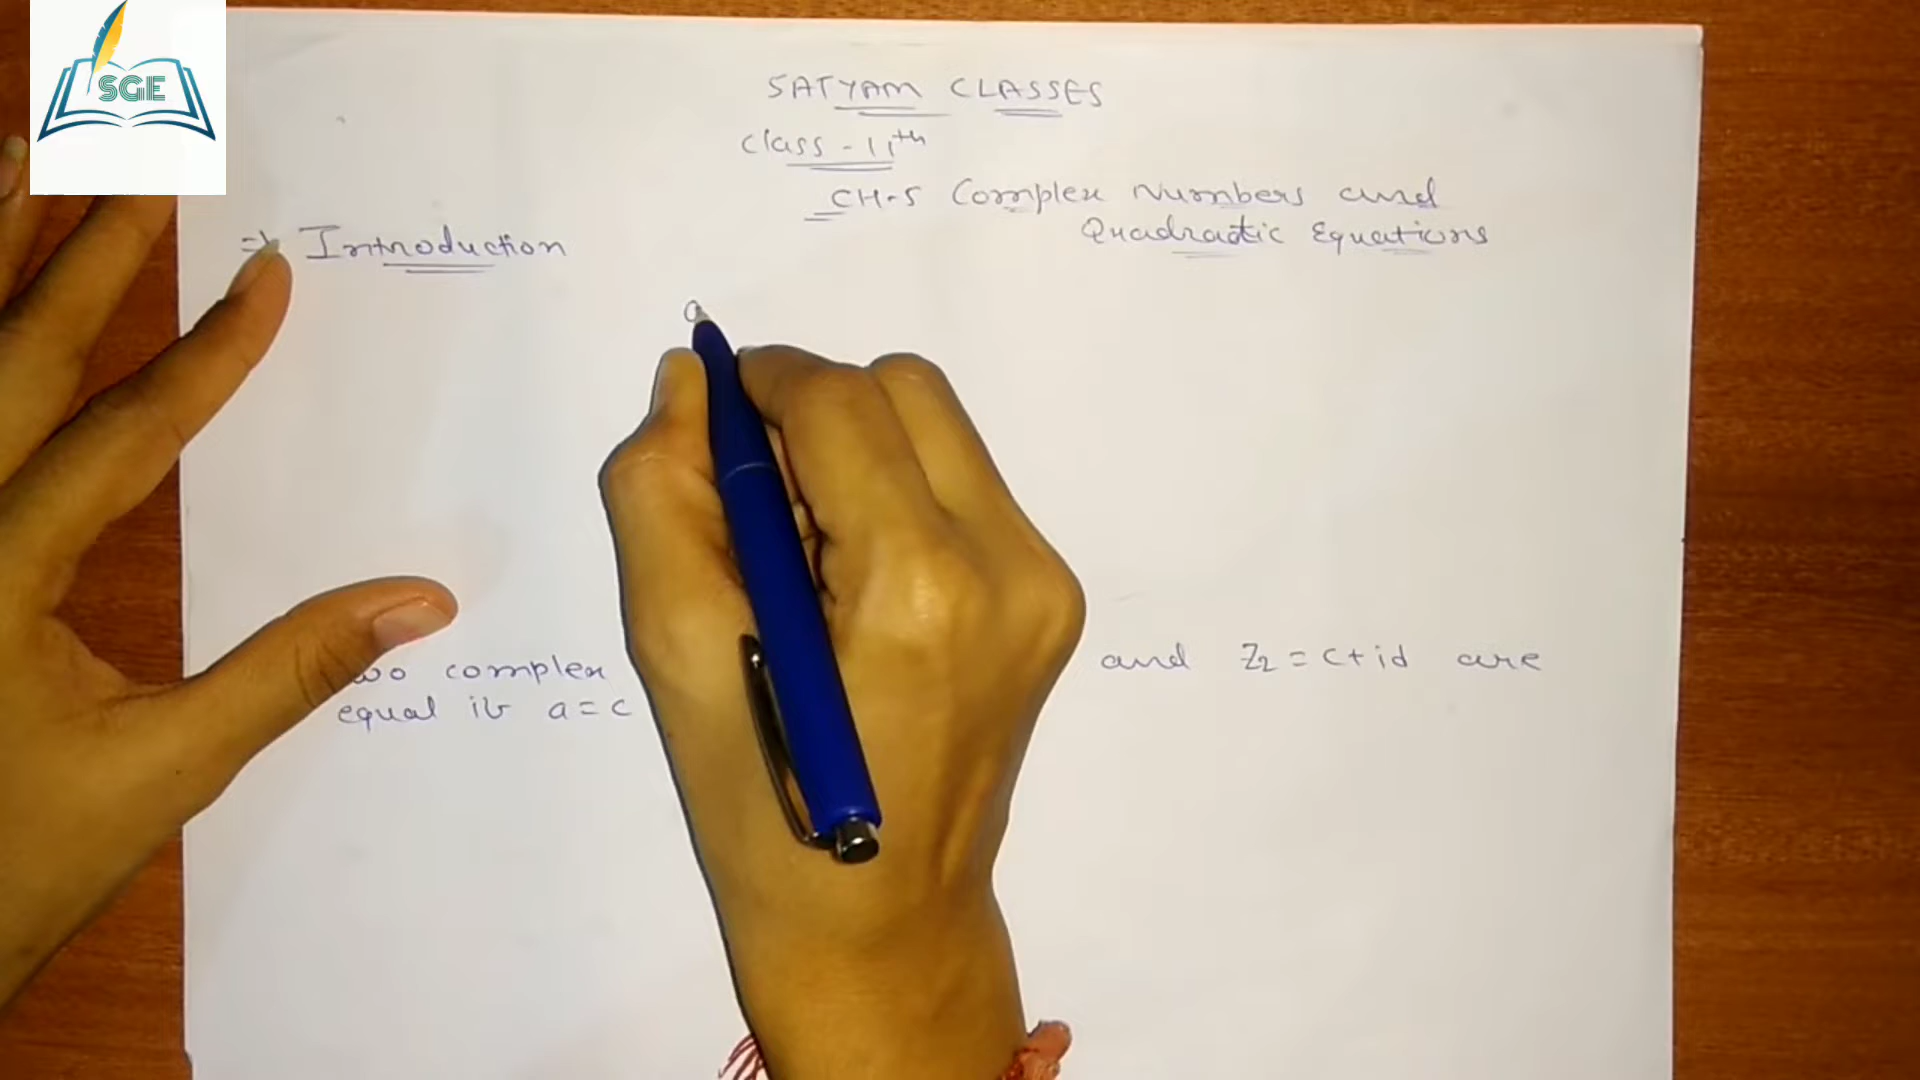 SGE
SATYAM CLASSES
Class - 11th
CH-5 Complex Numbers and
Quadratic Equations
=> Introduction
a
complex and Z2 = c + id are
equal if a = c